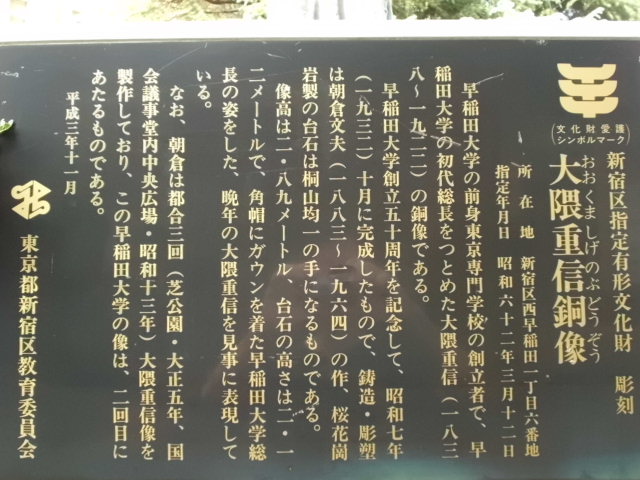 文化財愛護
シンボルマーク
新宿区指定有形文化財 彫刻
おおくましげのぶどうぞう
大隈重信銅像
所在地 新宿区西早稲田一丁目六番地
指定年月日 昭和六十二年三月十二日
早稲田大学の前身東京専門学校の創立者で、早
稲田大学の初代総長をつとめた大隈重信(一八三
八〜一九二二)の銅像である。
早稲田大学創立五十周年を記念して、昭和七年
(一九三二)十月に完成したもので、鋳造・彫塑
は朝倉文夫(一八八三〜一九六四)の作、桜花崗
岩製の台石は桐山均一の手になるものである。
像高は二・八九メートル、台石の高さは二・一
二メートルで、角帽にガウンを着た早稲田大学総
長の姿をした、晩年の大隈重信を見事に表現して
いる。
なお、朝倉は都合三回(芝公園・大正五年、国
会議事堂内中央広場・昭和十三年)大隈重信像を
製作しており、この早稲田大学の像は、二回目に
あたるものである。
平成三年十一月
東京都新宿区教育委員会